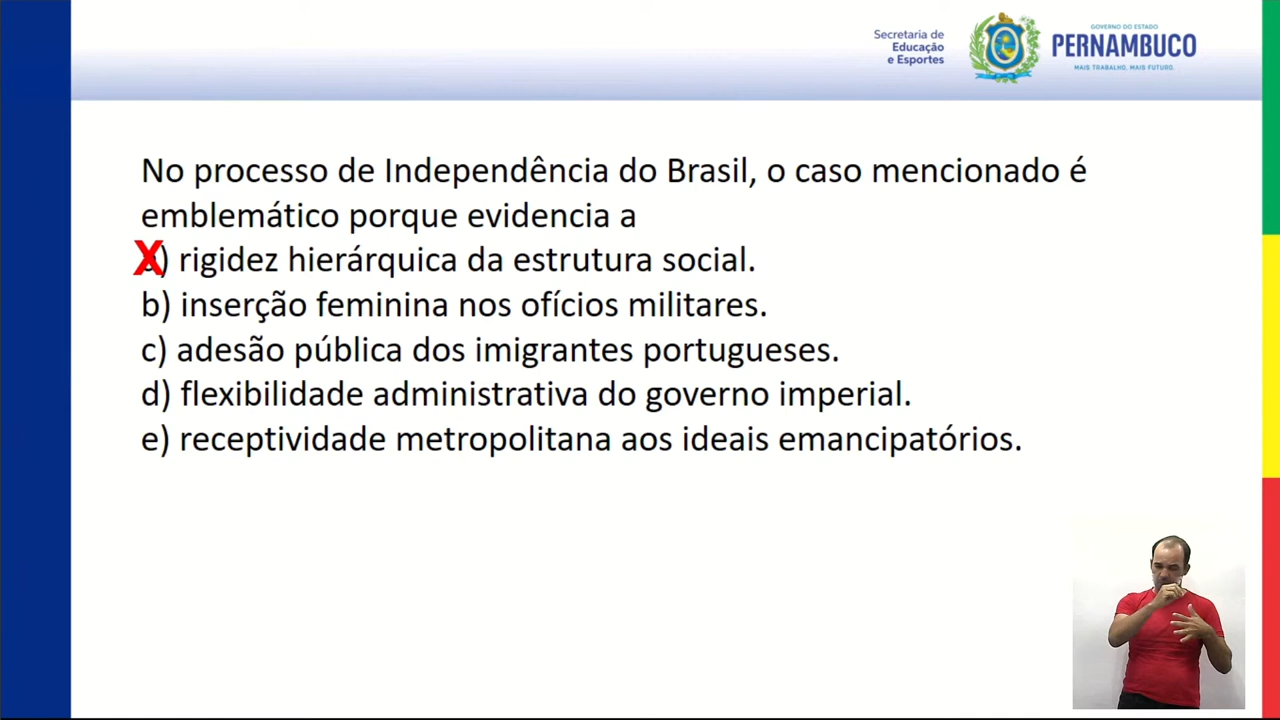 Secretaria de
Educação
e Esportes
GOVERNO DO ESTADO
PERNAMBUCO
MAIS TRABALHO, MAIS FUTURO.
No processo de Independência do Brasil, o caso mencionado é
emblemático porque evidencia a
X) rigidez hierárquica da estrutura social.
b) inserção feminina nos ofícios militares.
c) adesão pública dos imigrantes portugueses.
d) flexibilidade administrativa do governo imperial.
e) receptividade metropolitana aos ideais emancipatórios.